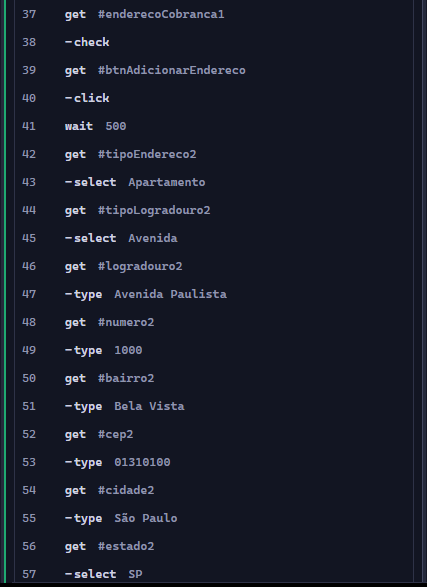 37 get #enderecoCobranca1
38 -check
39 get #btnAdicionarEndereco
40 -click
41 wait 500
42 get #tipoEndereco2
43 -select Apartamento
44 get #tipoLogradouro2
45 -select Avenida
46 get #logradouro2
47 -type Avenida Paulista
48 get #numero2
49 -type 1000
50 get #bairro2
51 -type Bela Vista
52 get #cep2
53 -type 01310100
54 get #cidade2
55 -type São Paulo
56 get #estado2
57 -select SP